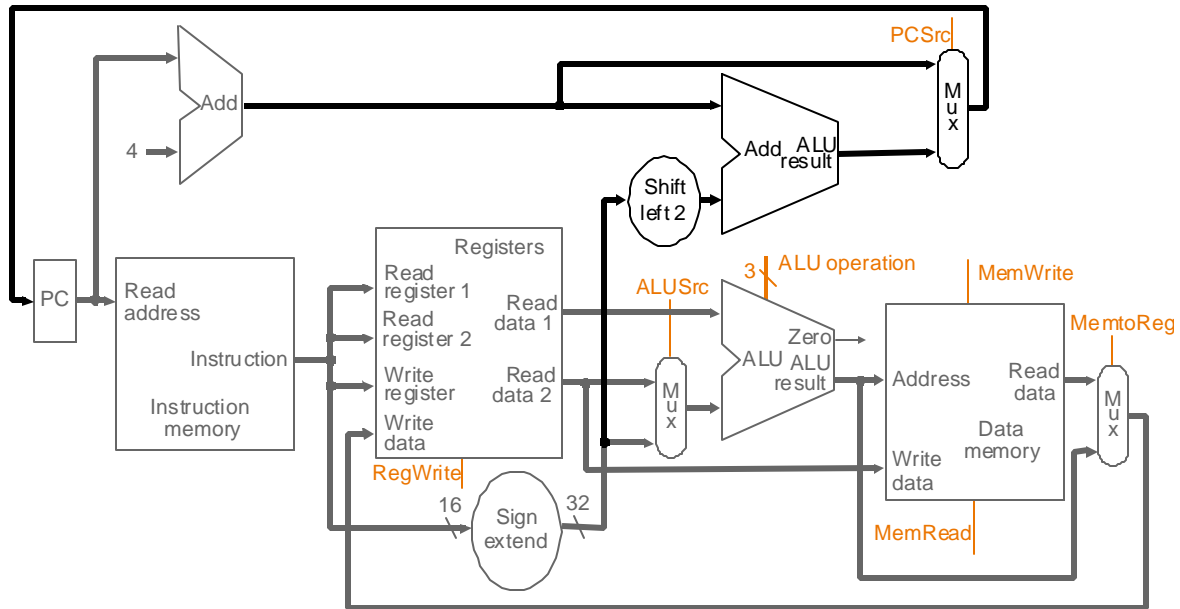 PCSrc
Add
4
M
u
x
Add
ALU
result
Shift
left 2
Registers
Read
register 1
Read
register 2
Write
register
Write
data
Read
data 1
Read
data 2
RegWrite
PC
Read
address
Instruction
Instruction
memory
ALUSrc
M
u
x
3
ALU operation
Zero
ALU
ALU
result
MemWrite
Address
Read
data
Data
memory
Write
data
MemRead
MemtoReg
M
u
x
16
Sign
extend
32